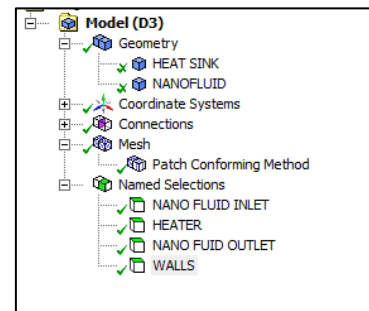 Model (D3)
Geometry
HEAT SINK
NANOFLUID
Coordinate Systems
Connections
Mesh
Patch Conforming Method
Named Selections
NANO FLUID INLET
HEATER
NANO FUID OUTLET
WALLS